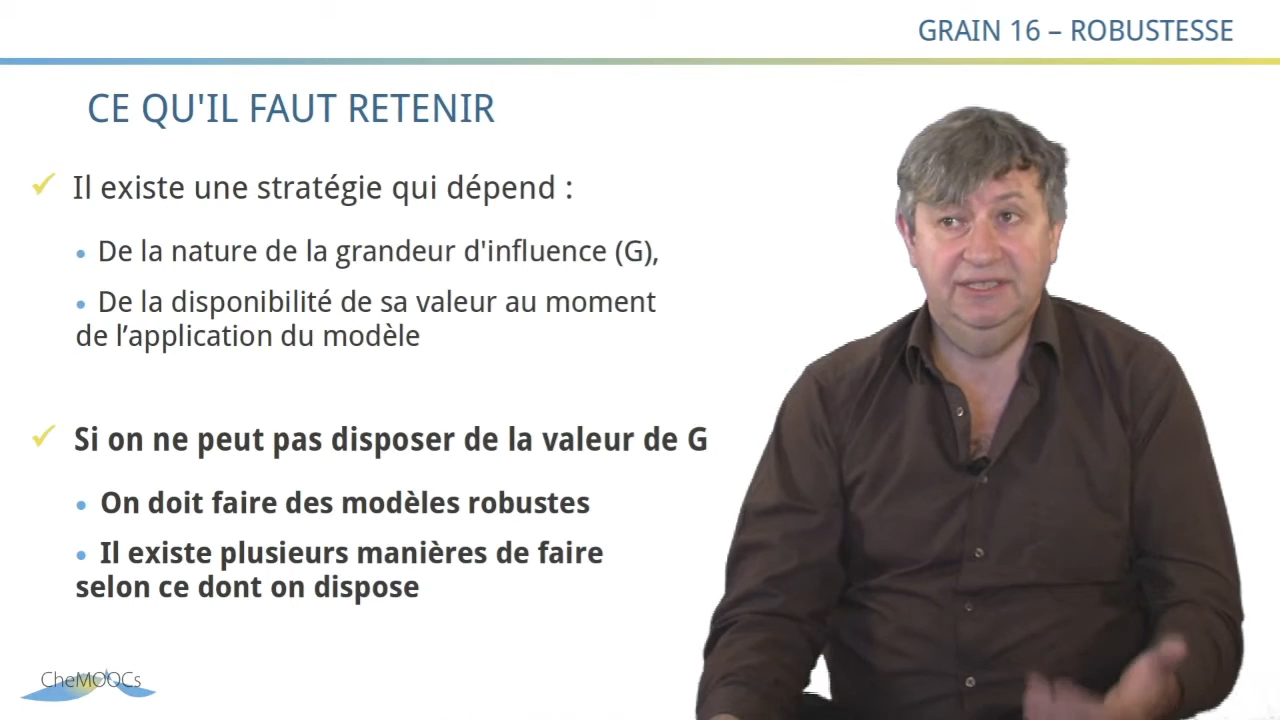 GRAIN 16 – ROBUSTESSE
CE QU'IL FAUT RETENIR
✓ Il existe une stratégie qui dépend :
• De la nature de la grandeur d'influence (G),
• De la disponibilité de sa valeur au moment
de l’application du modèle
✓ Si on ne peut pas disposer de la valeur de G
• On doit faire des modèles robustes
• Il existe plusieurs manières de faire
selon ce dont on dispose
CheMOOCs